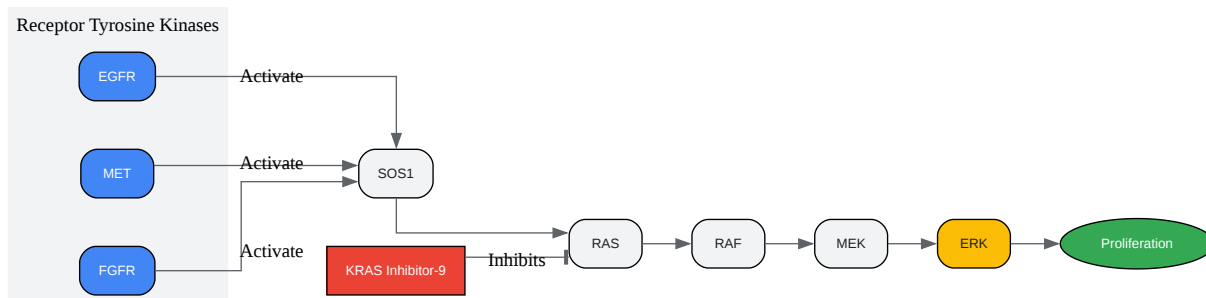 Receptor Tyrosine Kinases
EGFR
Activate
MET
Activate
SOS1
FGFR
Activate
KRAS Inhibitor-9
Inhibits
RAS
RAF
MEK
ERK
Proliferation